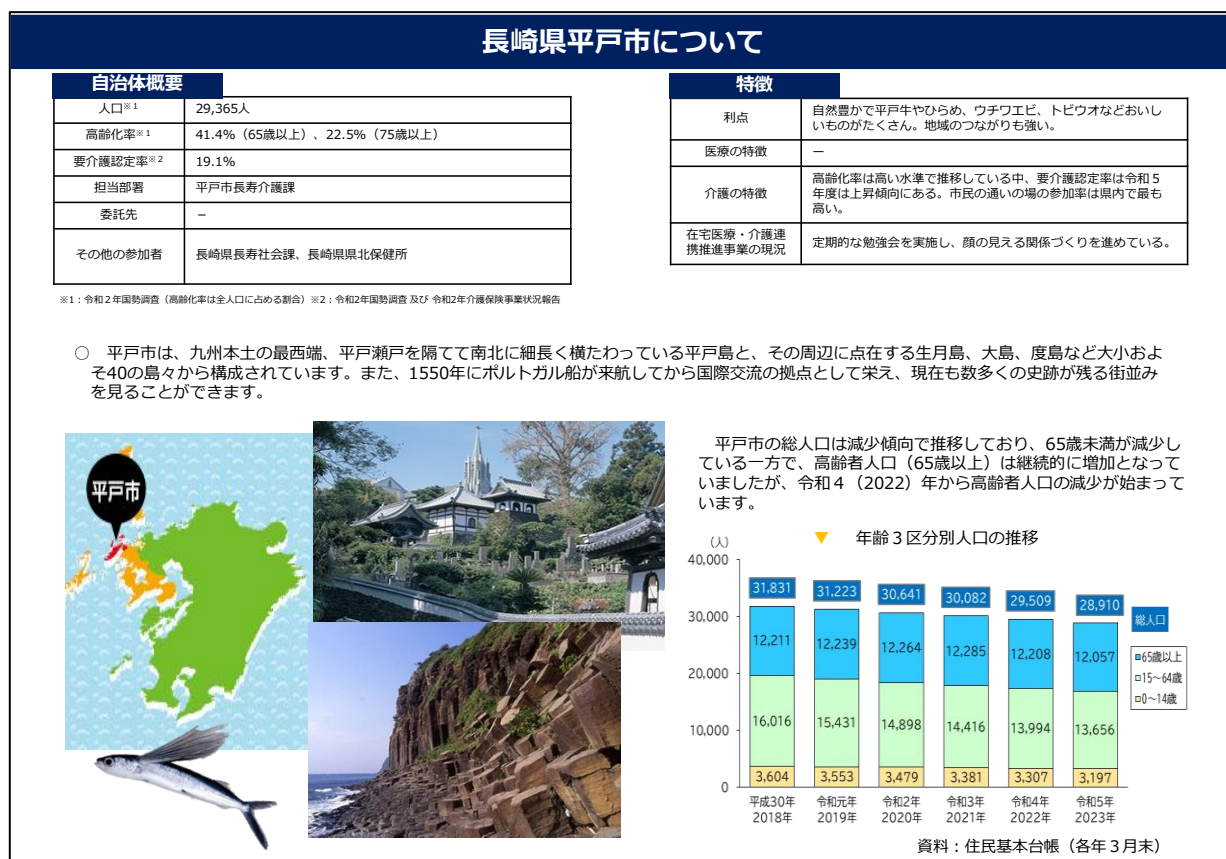 長崎県平戸市について
自治体概要
人口※1 29,365人
高齢化率※1 41.4%（65歳以上）、22.5%（75歳以上）
要介護認定率※2 19.1%
担当部署 平戸市長寿介護課
委託先 －
その他の参加者 長崎県長寿社会課、長崎県県北保健所
※1：令和２年国勢調査（高齢化率は全人口に占める割合）※2：令和2年国勢調査 及び 令和2年介護保険事業状況報告
特徴
利点 自然豊かで平戸牛やひらめ、ウチワエビ、トビウオなどおいし
いものがたくさん。地域のつながりも強い。
医療の特徴 －
介護の特徴 高齢化率は高い水準で推移している中、要介護認定率は令和５
年度は上昇傾向にある。市民の通いの場の参加率は県内で最も
高い。
在宅医療・介護連
携推進事業の現況 定期的な勉強会を実施し、顔の見える関係づくりを進めている。
○　平戸市は、九州本土の最西端、平戸瀬戸を隔てて南北に細長く横たわっている平戸島と、その周辺に点在する生月島、大島、度島など大小およ
そ40の島々から構成されています。また、1550年にポルトガル船が来航してから国際交流の拠点として栄え、現在も数多くの史跡が残る街並み
を見ることができます。
平戸市
平戸市の総人口は減少傾向で推移しており、65歳未満が減少し
ている一方で、高齢者人口（65歳以上）は継続的に増加となって
いましたが、令和４（2022）年から高齢者人口の減少が始まって
います。
▼ 年齢３区分別人口の推移
（人）
40,000
30,000
20,000
10,000
0
31,831 31,223 30,641 30,082 29,509 28,910
総人口
12,211 12,239 12,264 12,285 12,208 12,057
16,016 15,431 14,898 14,416 13,994 13,656
3,604 3,553 3,479 3,381 3,307 3,197
65歳以上
15～64歳
0～14歳
平成30年 令和元年 令和2年 令和3年 令和4年 令和5年
2018年 2019年 2020年 2021年 2022年 2023年
資料：住民基本台帳（各年３月末）